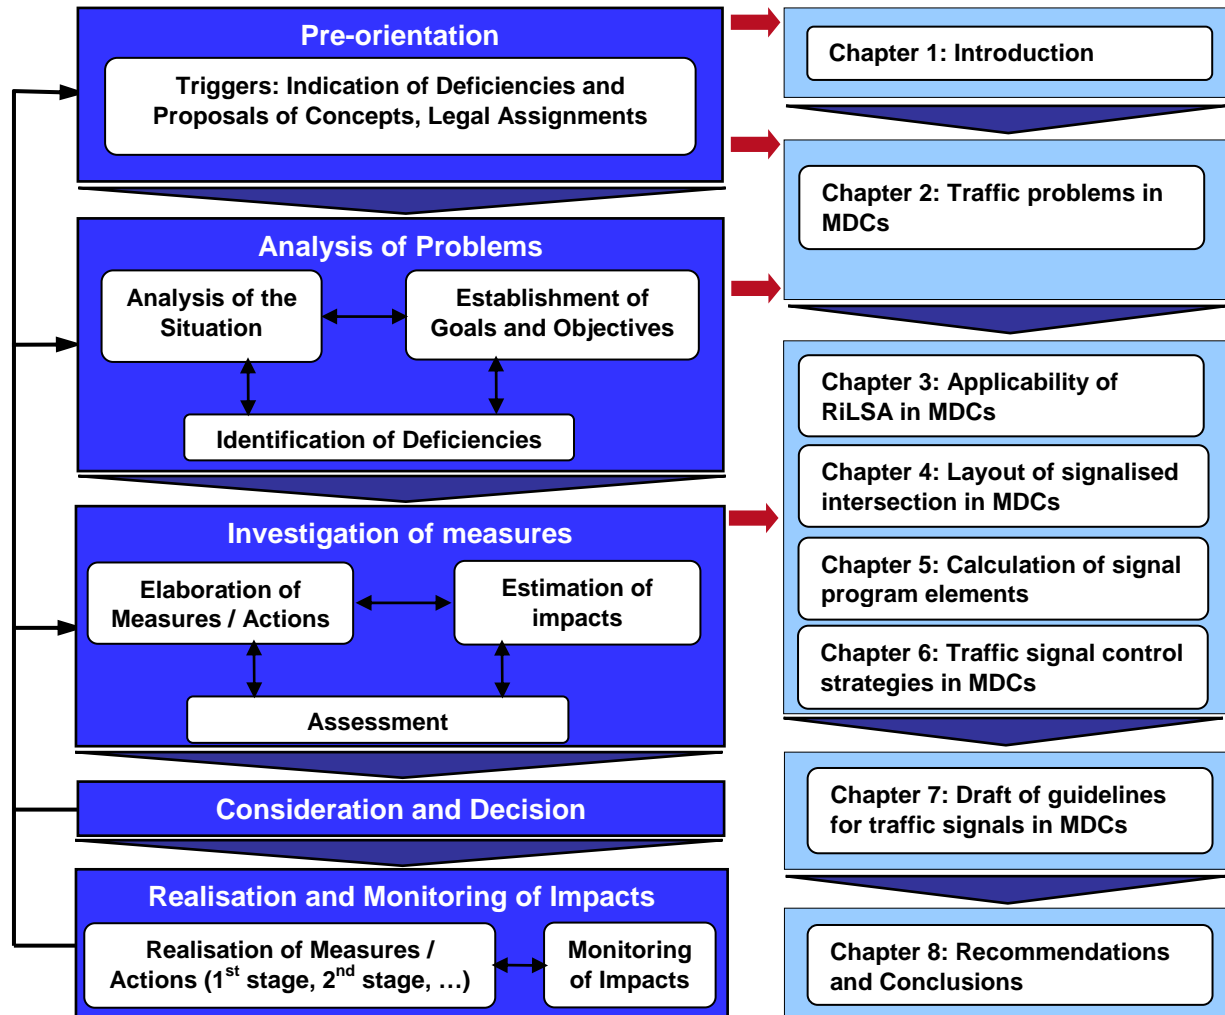 Pre-orientation
Triggers: Indication of Deficiencies and
Proposals of Concepts, Legal Assignments
Analysis of Problems
Analysis of the
Situation
Establishment of
Goals and Objectives
Identification of Deficiencies
Investigation of measures
Elaboration of
Measures / Actions
Estimation of
impacts
Assessment
Consideration and Decision
Realisation and Monitoring of Impacts
Realisation of Measures /
Actions (1st stage, 2nd stage, …)
Monitoring
of Impacts
Chapter 1: Introduction
Chapter 2: Traffic problems in
MDCs
Chapter 3: Applicability of
RiLSA in MDCs
Chapter 4: Layout of signalised
intersection in MDCs
Chapter 5: Calculation of signal
program elements
Chapter 6: Traffic signal control
strategies in MDCs
Chapter 7: Draft of guidelines
for traffic signals in MDCs
Chapter 8: Recommendations
and Conclusions